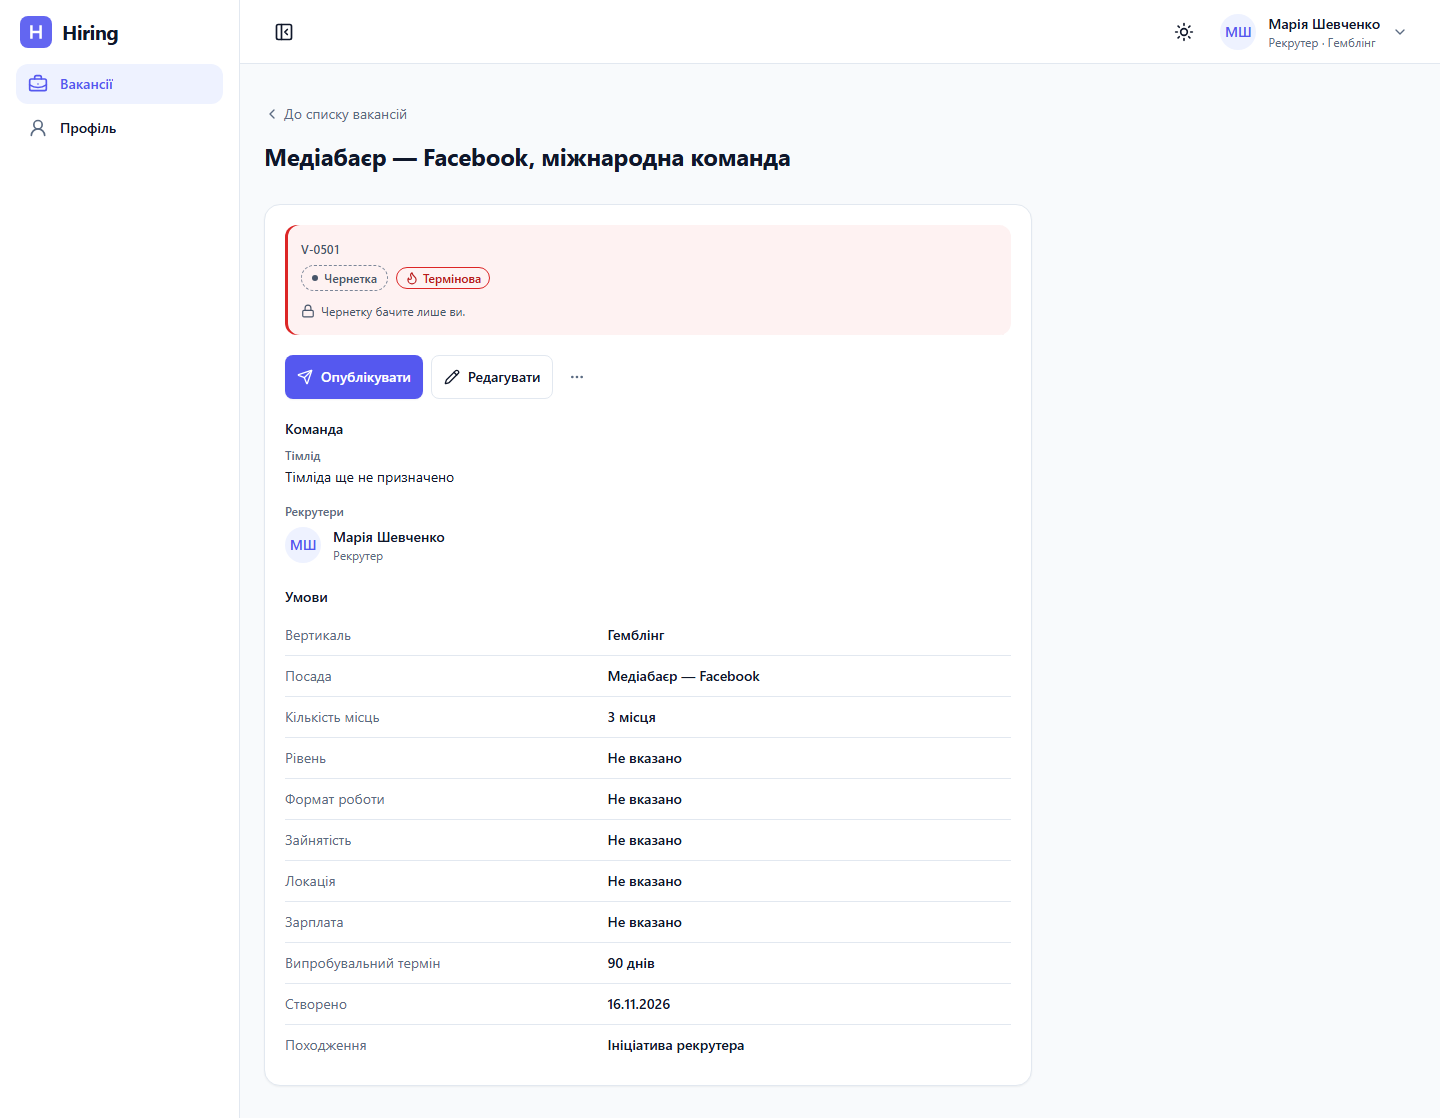 H Hiring
Вакансії
Профіль
МШ
Марія Шевченко
Рекрутер · Гемблінг
До списку вакансій
Медіабаєр — Facebook, міжнародна команда
V-0501
Чернетка
Термінова
Чернетку бачите лише ви.
Опублікувати
Редагувати
Команда
Тімлід
Тімліда ще не призначено
Рекрутери
МШ
Марія Шевченко
Рекрутер
Умови
Вертикаль Гемблінг
Посада Медіабаєр — Facebook
Кількість місць 3 місця
Рівень Не вказано
Формат роботи Не вказано
Зайнятість Не вказано
Локація Не вказано
Зарплата Не вказано
Випробувальний термін 90 днів
Створено 16.11.2026
Походження Ініціатива рекрутера